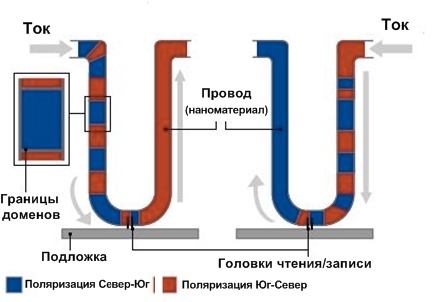 Ток
Ток
Провод
(наноматериал)
Границы
доменов
Подложка
Головки чтения/записи
Поляризация Север-Юг
Поляризация Юг-Север